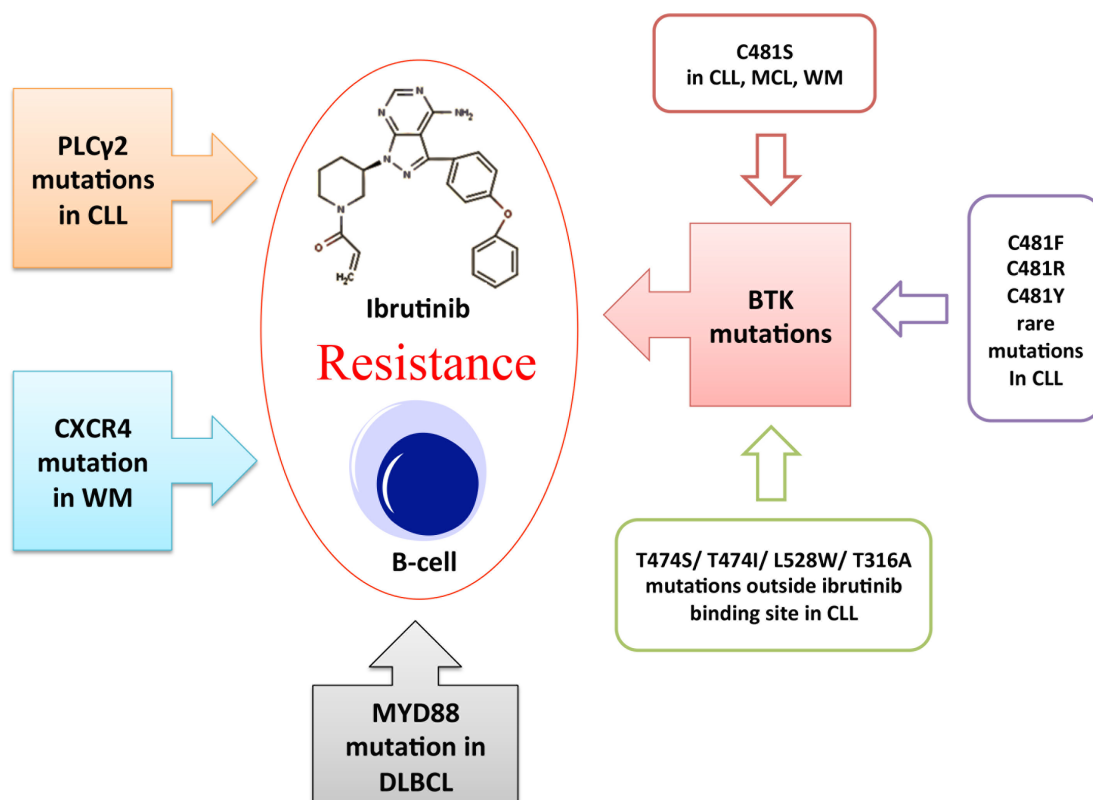 C481S
in CLL, MCL, WM
PLCγ2
mutations
in CLL
N
N
NH₂
N
N
N
N
O
O
H₂C
Ibrutinib
Resistance
B-cell
BTK
mutations
C481F
C481R
C481Y
rare
mutations
In CLL
CXCR4
mutation
in WM
T474S/ T474I/ L528W/ T316A
mutations outside ibrutinib
binding site in CLL
MYD88
mutation in
DLBCL